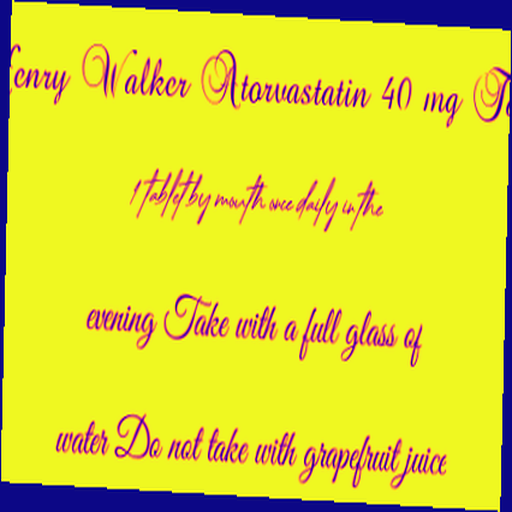 Walker Atorvastatin 40 mg
1 tablet by mouth once daily in the
evening Take with a full glass of
water Do not take with grapefruit juice